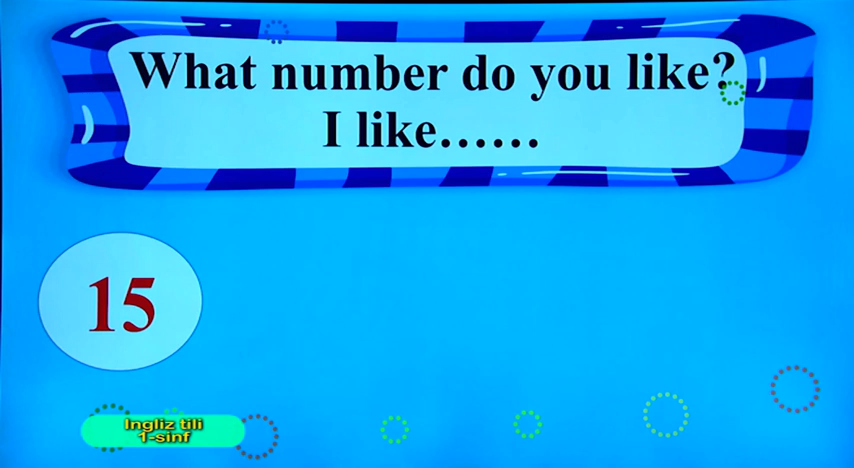 What number do you like?
I like......
15
Ingliz tili
1-sinf